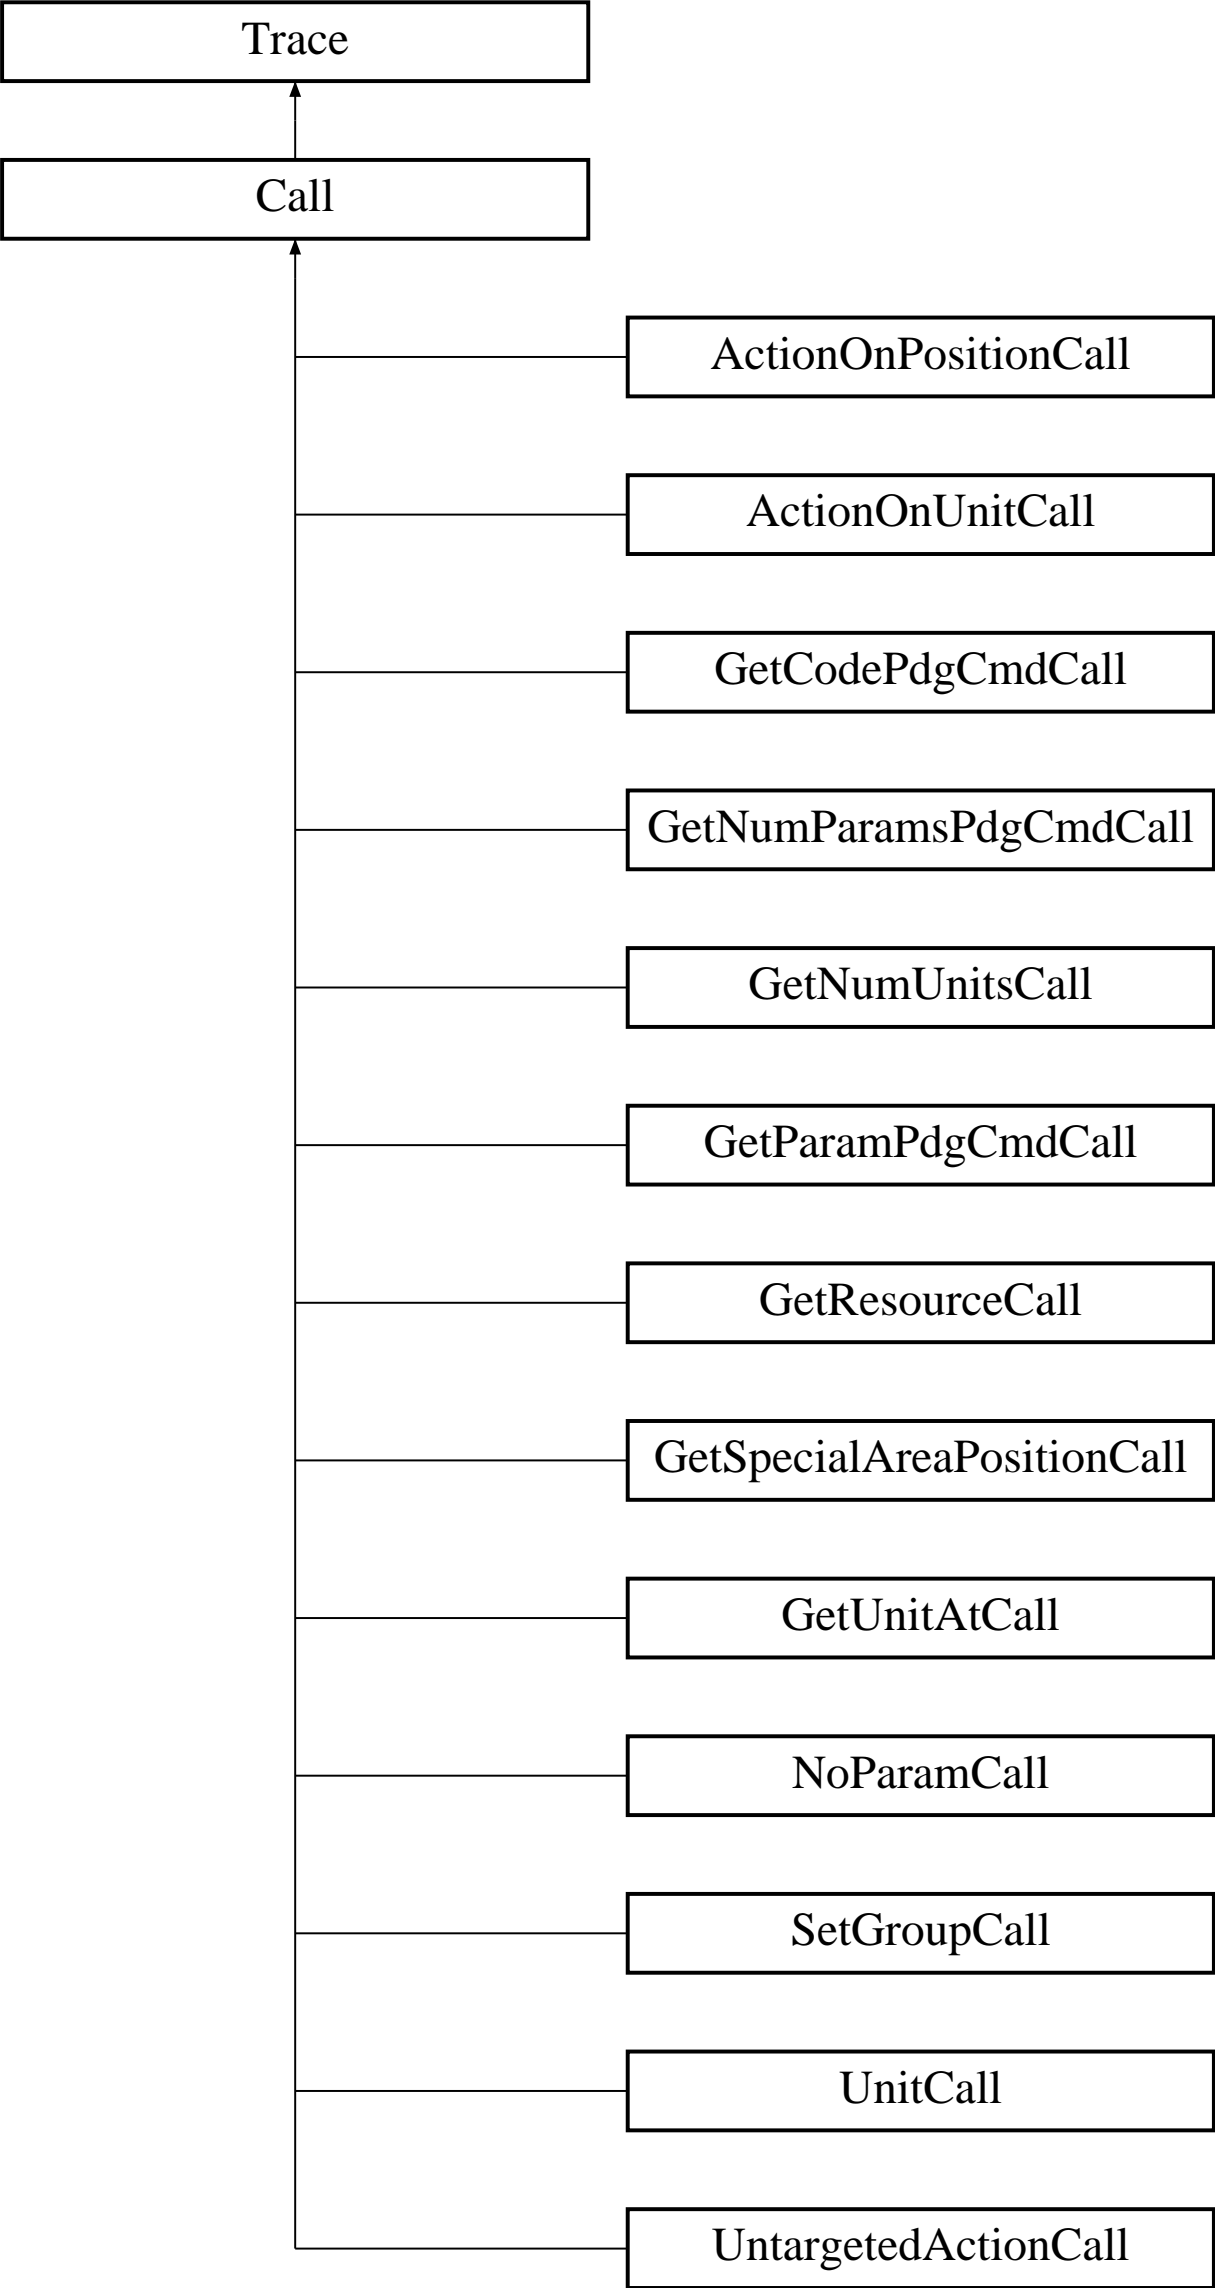 Trace
Call
ActionOnPositionCall
ActionOnUnitCall
GetCodePdgCmdCall
GetNumParamsPdgCmdCall
GetNumUnitsCall
GetParamPdgCmdCall
GetResourceCall
GetSpecialAreaPositionCall
GetUnitAtCall
NoParamCall
SetGroupCall
UnitCall
UntargetedActionCall